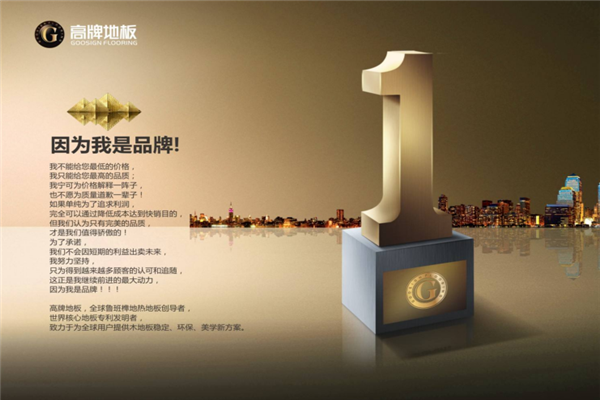 G
高牌地板
GOOSIGN FLOORING
因为我是品牌!
我不能给您最低的价格，
我只能给您最高的品质；
我宁可为价格解释一阵子，
也不愿为质量道歉一辈子！
如果单纯为了追求利润，
完全可以通过降低成本达到快销目的，
但我们认为只有完美的品质，
才是我们值得骄傲的！
为了承诺，
我们不会因短期的利益出卖未来，
我努力坚持，
只为得到越来越多顾客的认可和追随，
这正是我继续前进的最大动力，
因为我是品牌！！！
高牌地板，全球鲁班榫地热地板创导者，
世界核心地板专利发明者，
致力于为全球用户提供木地板稳定、环保、美学新方案。
1
G